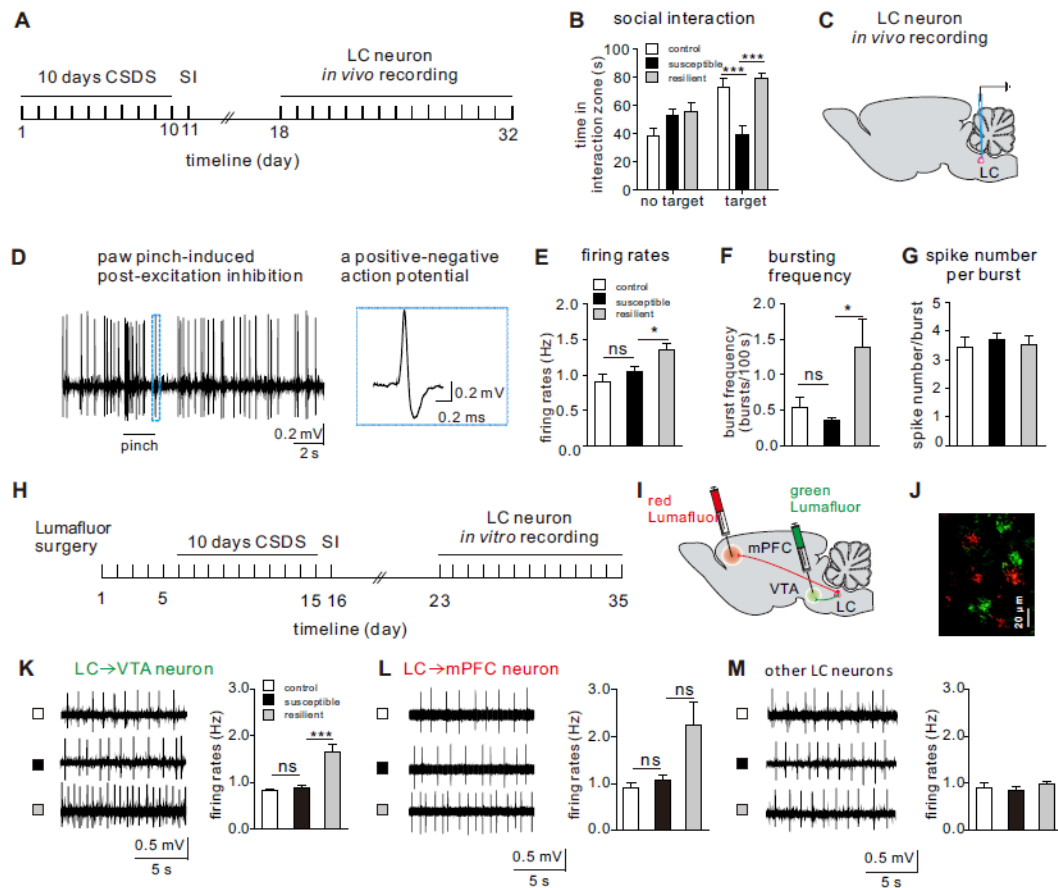 A
10 days CSDS SI
LC neuron
in vivo recording
1 10 11 18 32
timeline (day)
B social interaction
control
susceptible
resilient
*** ***
time in
interaction zone (s)
100
80
60
40
20
0
no target target
C LC neuron
in vivo recording
LC
D paw pinch-induced
post-excitation inhibition
a positive-negative
action potential
pinch
0.2 mV
2 s
0.2 mV
0.2 ms
E firing rates
control
susceptible
resilient
ns *
firing rates (Hz)
2.0
1.5
1.0
0.5
0.0
F bursting
frequency
ns *
burst frequency
(bursts/100 s)
2.0
1.5
1.0
0.5
0.0
G spike number
per burst
spike number/burst
5
4
3
2
1
0
H
Lumafluor
surgery
10 days CSDS SI
LC neuron
in vitro recording
1 5 15 16 23 35
timeline (day)
I
red
Lumafluor
green
Lumafluor
mPFC
VTA
LC
J
20 µm
K LC→VTA neuron
control
susceptible
resilient
ns ***
firing rates (Hz)
3.0
2.0
1.0
0.0
0.5 mV
5 s
L LC→mPFC neuron
ns ns
firing rates (Hz)
3.0
2.0
1.0
0.0
0.5 mV
5 s
M other LC neurons
firing rates (Hz)
3.0
2.0
1.0
0.0
0.5 mV
5 s